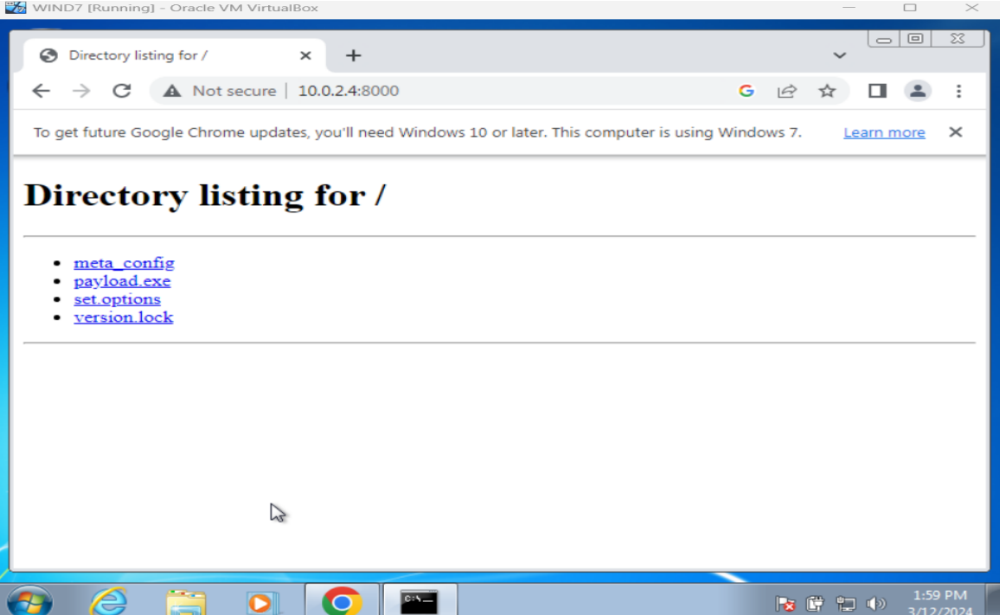 WIND7 [Running] - Oracle VM VirtualBox
Directory listing for /
Not secure | 10.0.2.4:8000
To get future Google Chrome updates, you'll need Windows 10 or later. This computer is using Windows 7. Learn more
Directory listing for /
meta_config
payload.exe
set.options
version.lock
C:\
1:59 PM
3/12/2024